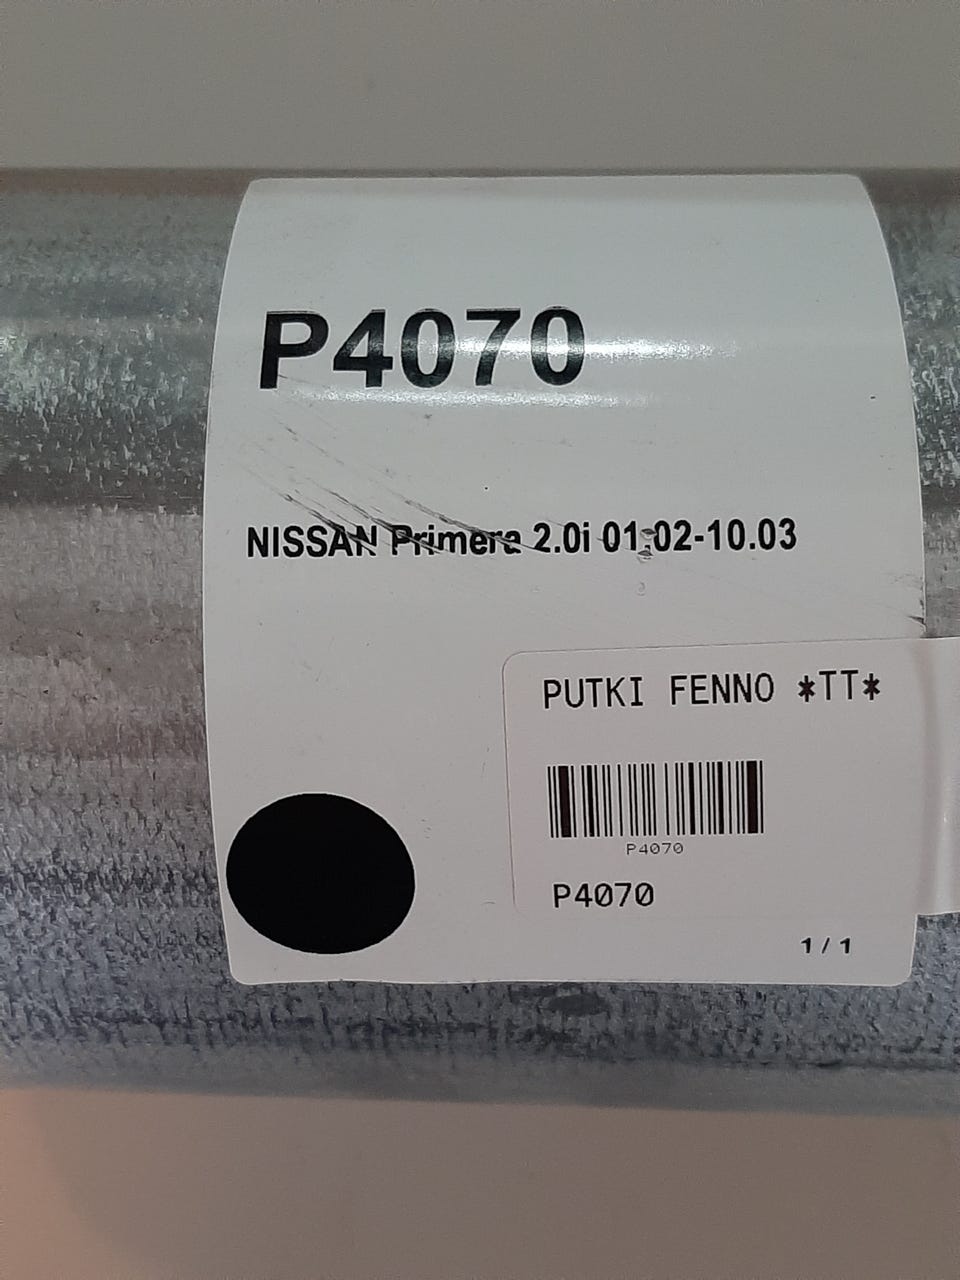 P4070
NISSAN Primera 2.0i 01.02-10.03
PUTKI FENNO *TT*
P4070
P4070
1 / 1